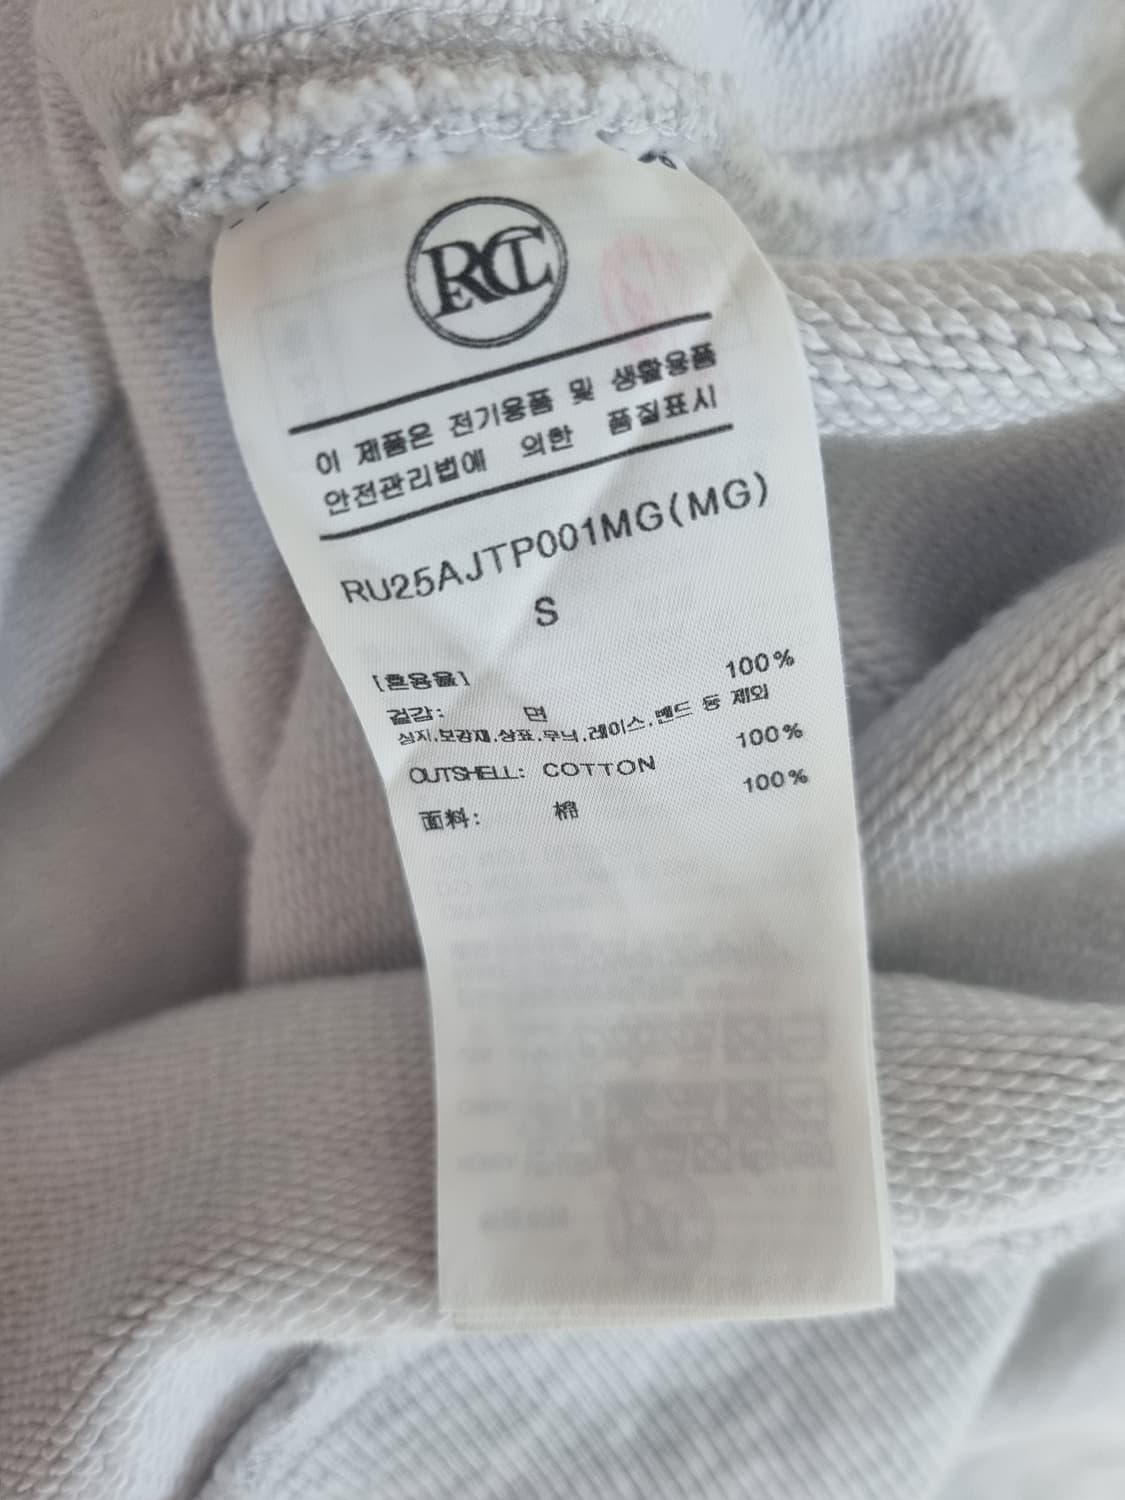 RECT
이 제품은 전기용품 및 생활용품
안전관리법에 의한 품질표시
RU25AJTP001MG(MG)
S
[혼용율]
겉감: 면 100%
심지.보강재.상표.무늬.레이스.밴드 등 제외
OUTSHELL: COTTON 100%
面料: 棉 100%